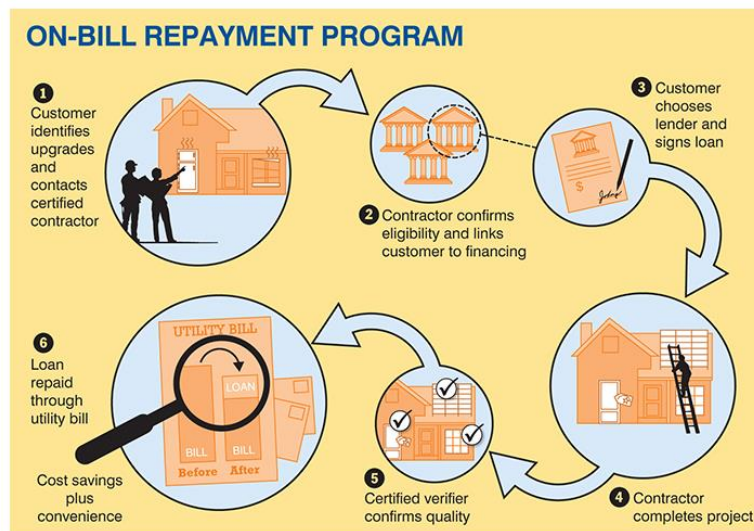 ON-BILL REPAYMENT PROGRAM
1
Customer
identifies
upgrades
and
contacts
certified
contractor
2 Contractor confirms
eligibility and links
customer to financing
3 Customer
chooses
lender and
signs loan
$
4 Contractor
completes project
5
Certified verifier
confirms quality
6
Loan
repaid
through
utility bill
UTILITY BILL
LOAN
BILL
BILL
Before After
Cost savings
plus
convenience